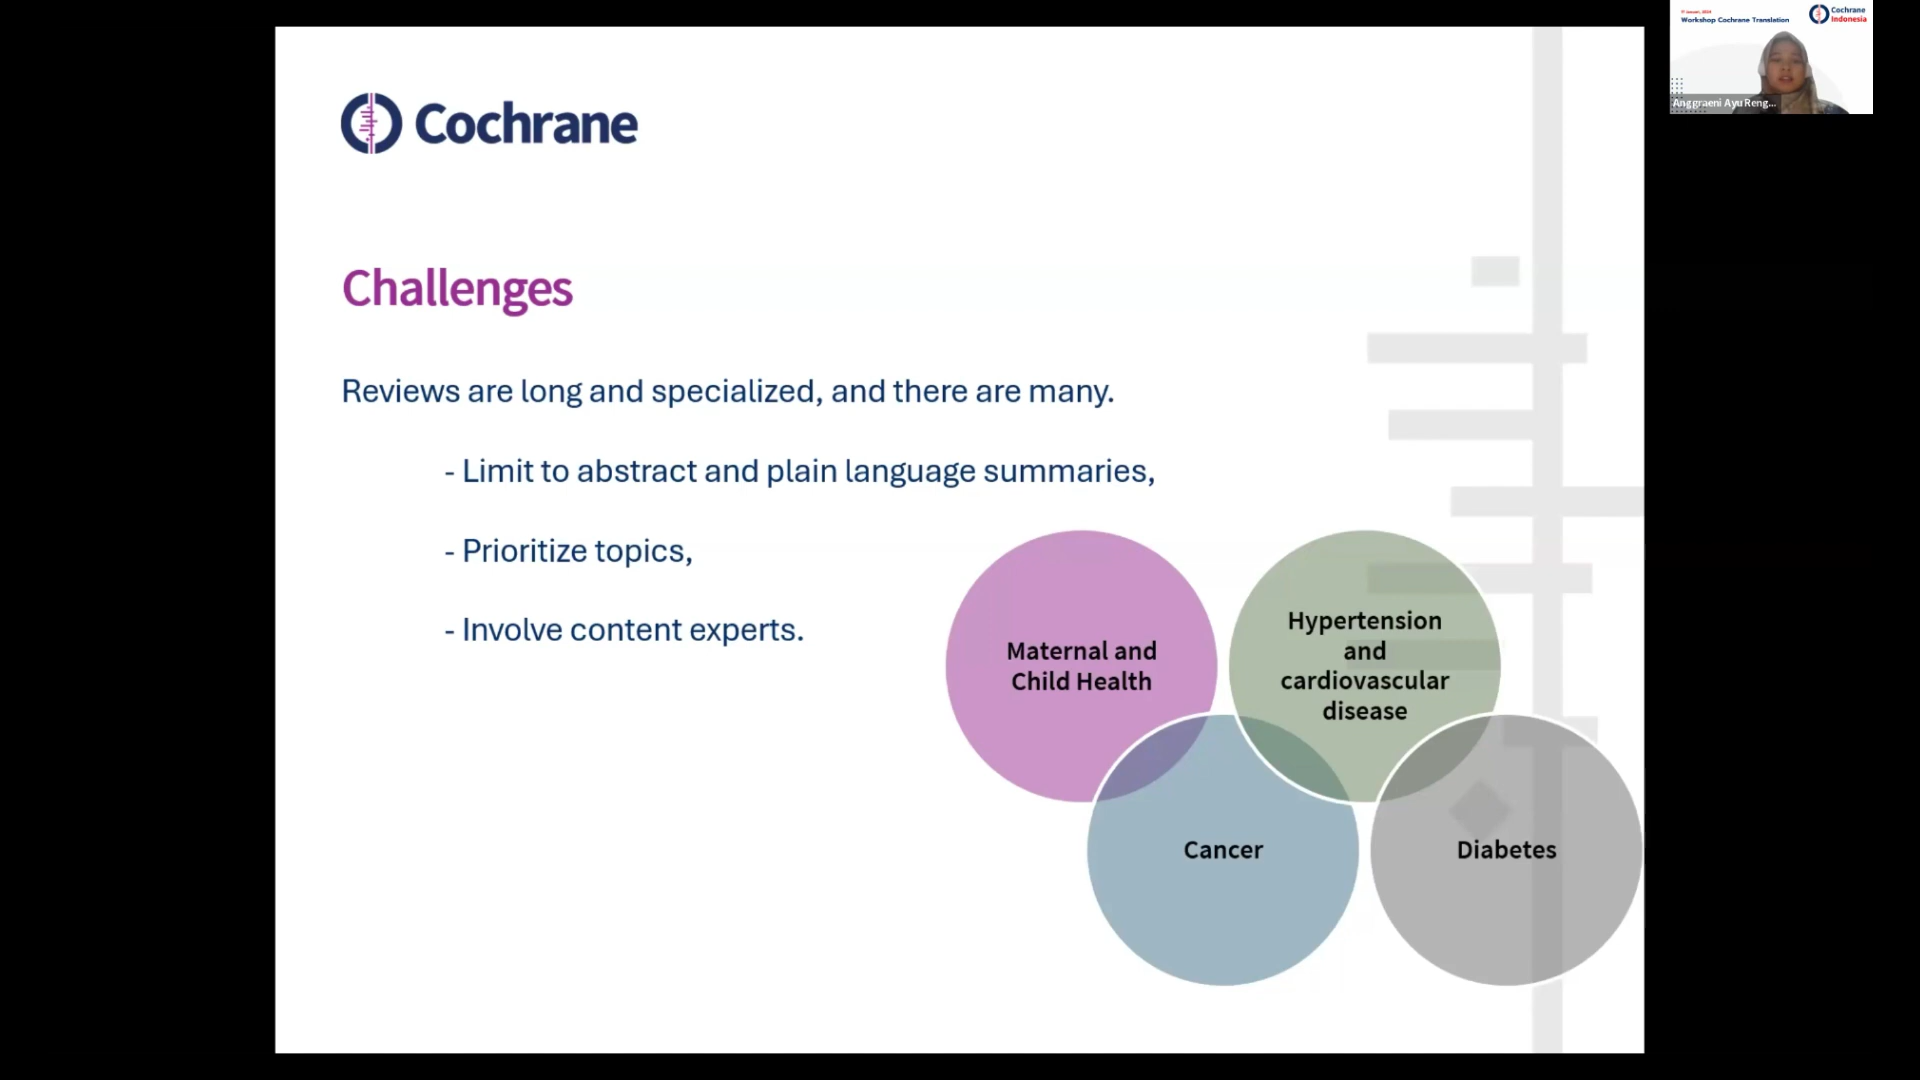 Cochrane
Challenges
Reviews are long and specialized, and there are many.
- Limit to abstract and plain language summaries,
- Prioritize topics,
- Involve content experts.
Maternal and
Child Health
Hypertension
and
cardiovascular
disease
Cancer
Diabetes
Workshop Cochrane Translation
Cochrane
Indonesia
Anggraeni Ayu Reng...